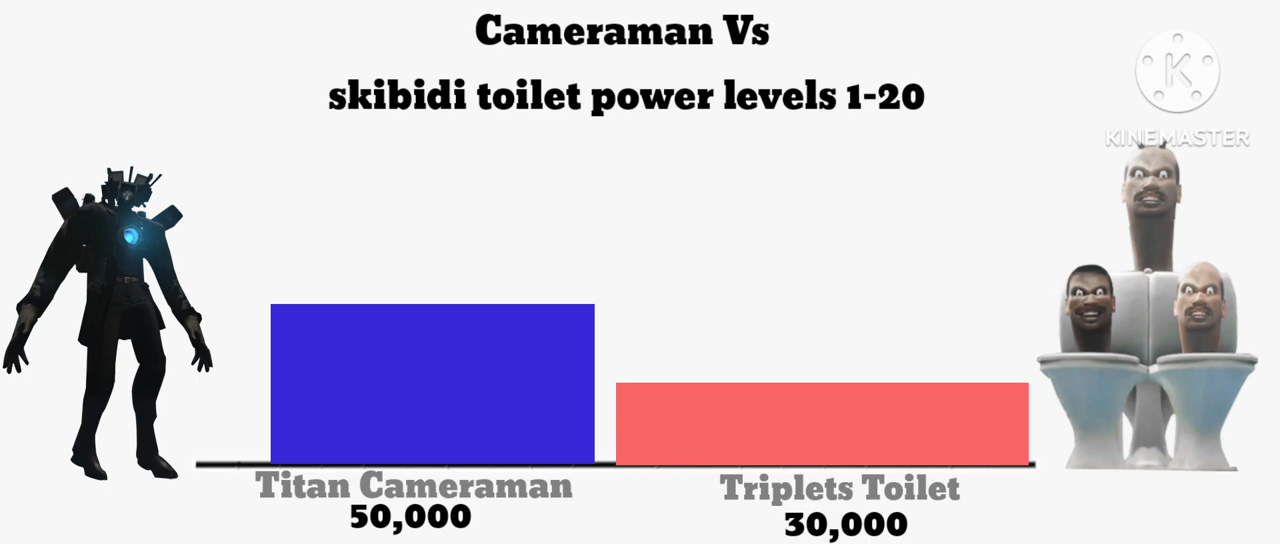 Cameraman Vs
skibidi toilet power levels 1-20
K
KINEMASTER
Titan Cameraman
50,000
Triplets Toilet
30,000